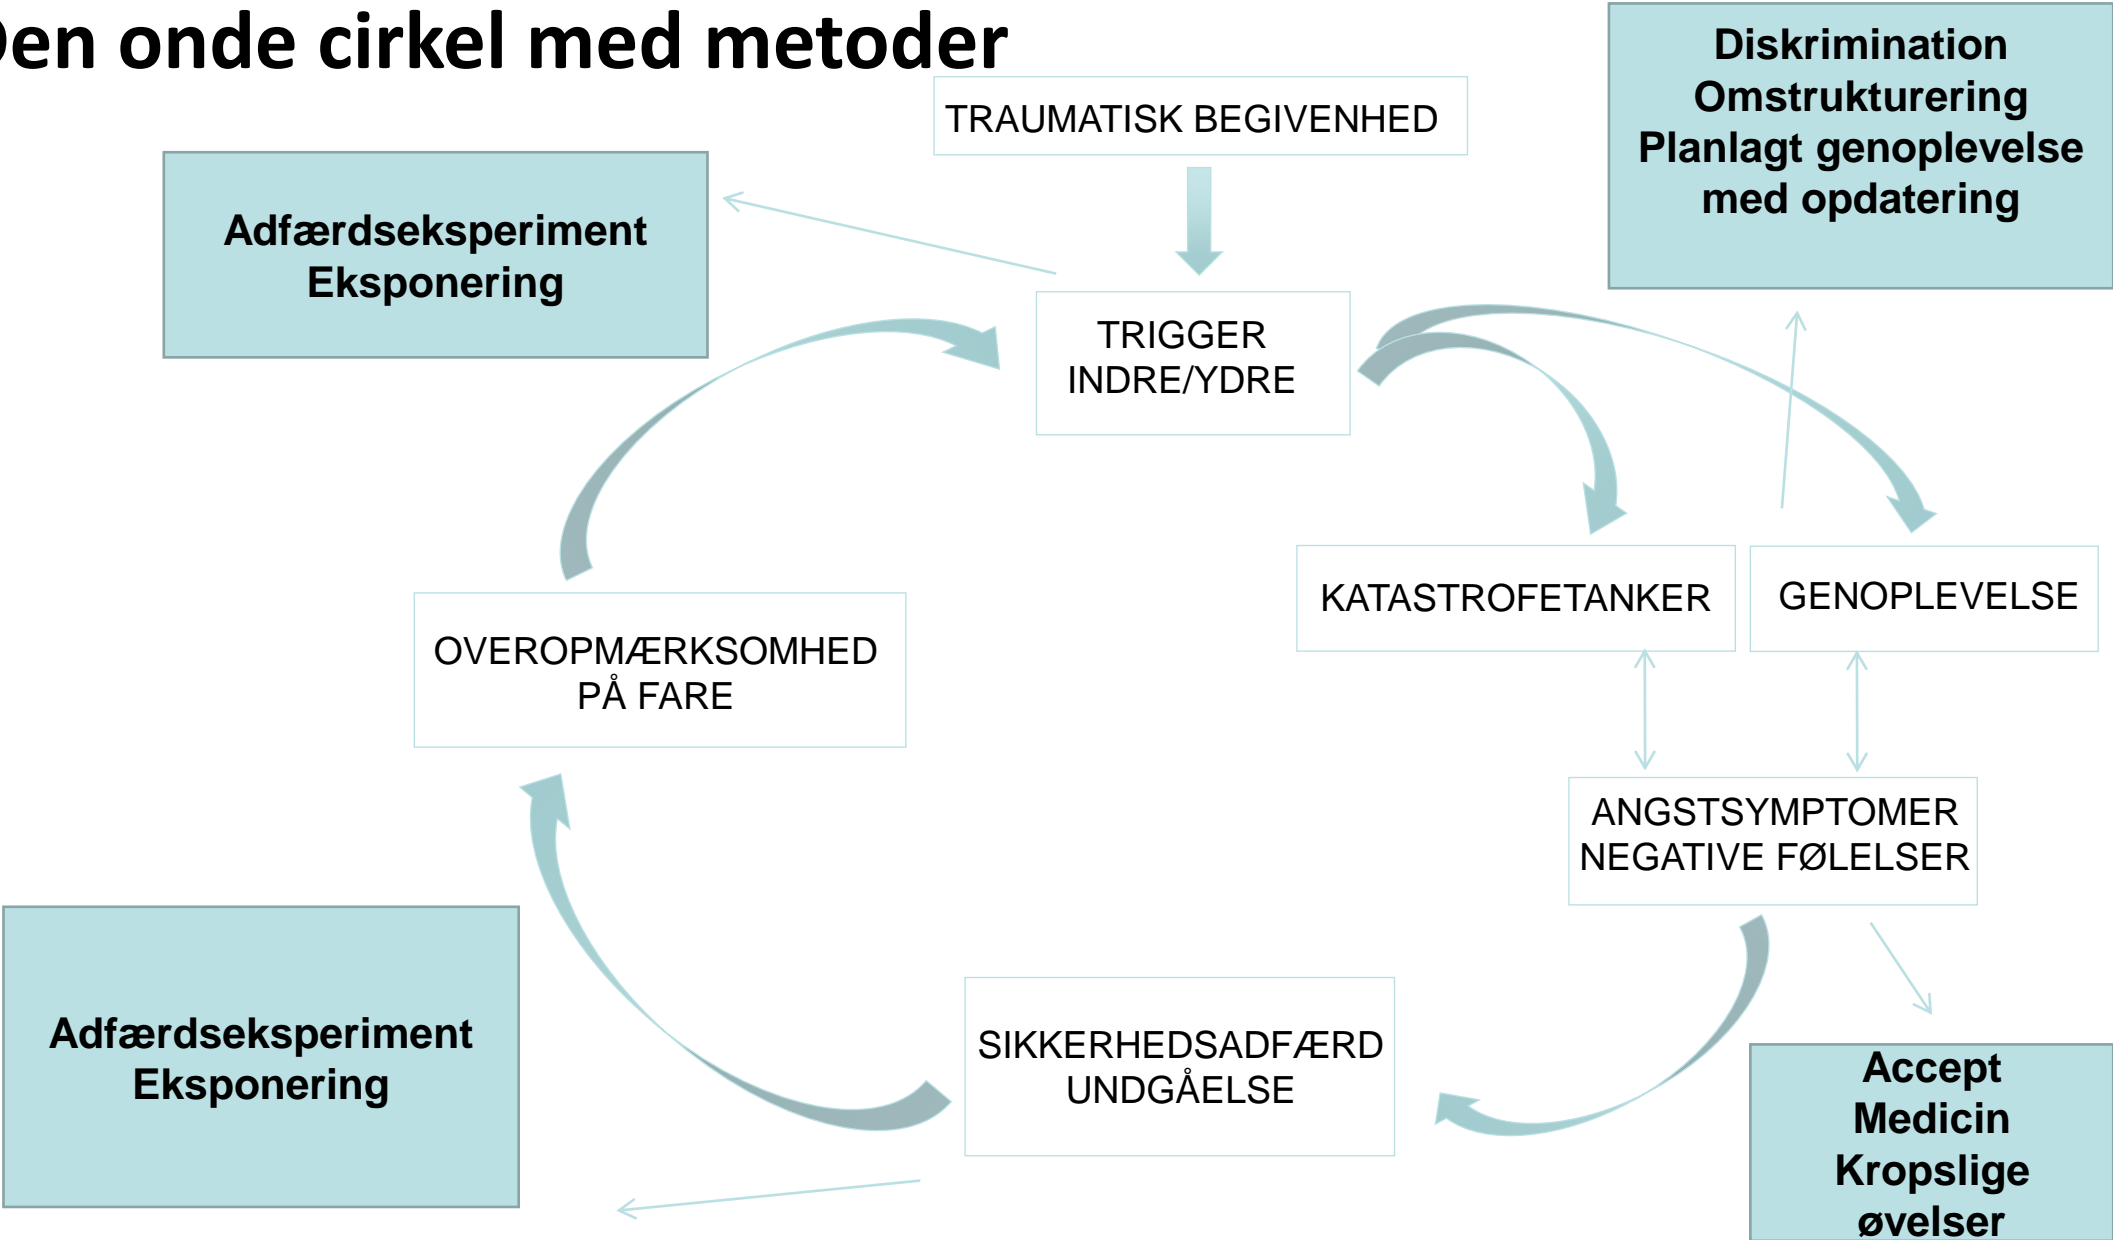 Den onde cirkel med metoder
TRAUMATISK BEGIVENHED
Diskrimination
Omstrukturering
Planlagt genoplevelse
med opdatering
Adfærdseksperiment
Eksponering
TRIGGER
INDRE/YDRE
KATASTROFETANKER
GENOPLEVELSE
OVEROPMÆRKSOMHED
PÅ FARE
ANGSTSYMPTOMER
NEGATIVE FØLELSER
SIKKERHEDSADFÆRD
UNDGÅELSE
Adfærdseksperiment
Eksponering
Accept
Medicin
Kropslige
øvelser